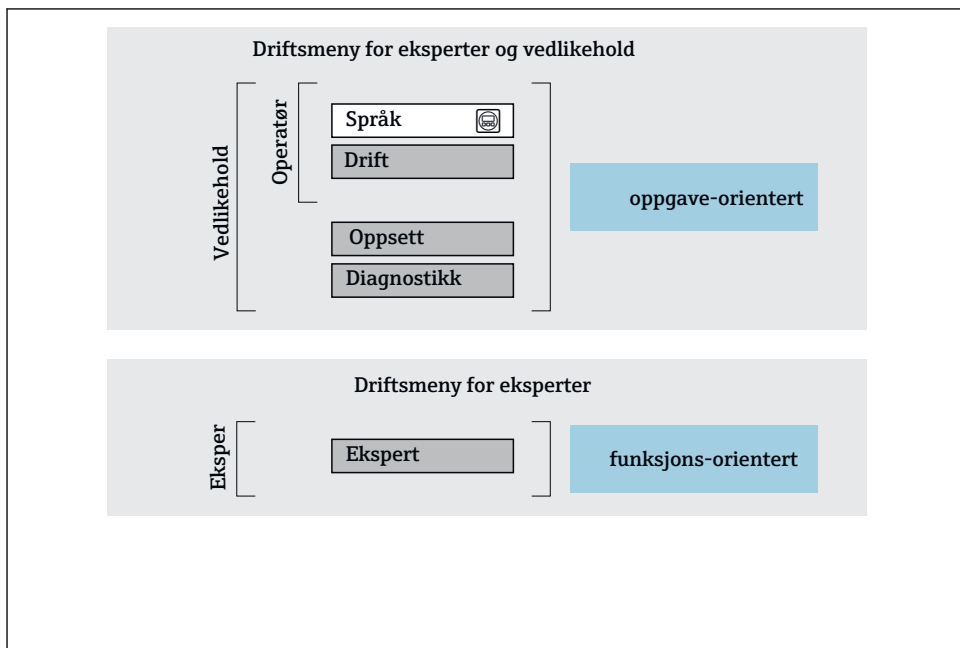 Driftsmeny for eksperter og vedlikehold
Vedlikehold
Operatør
Språk
Drift
Oppsett
Diagnostikk
oppgave-orientert
Driftsmeny for eksperter
Eksper
Ekspert
funksjons-orientert